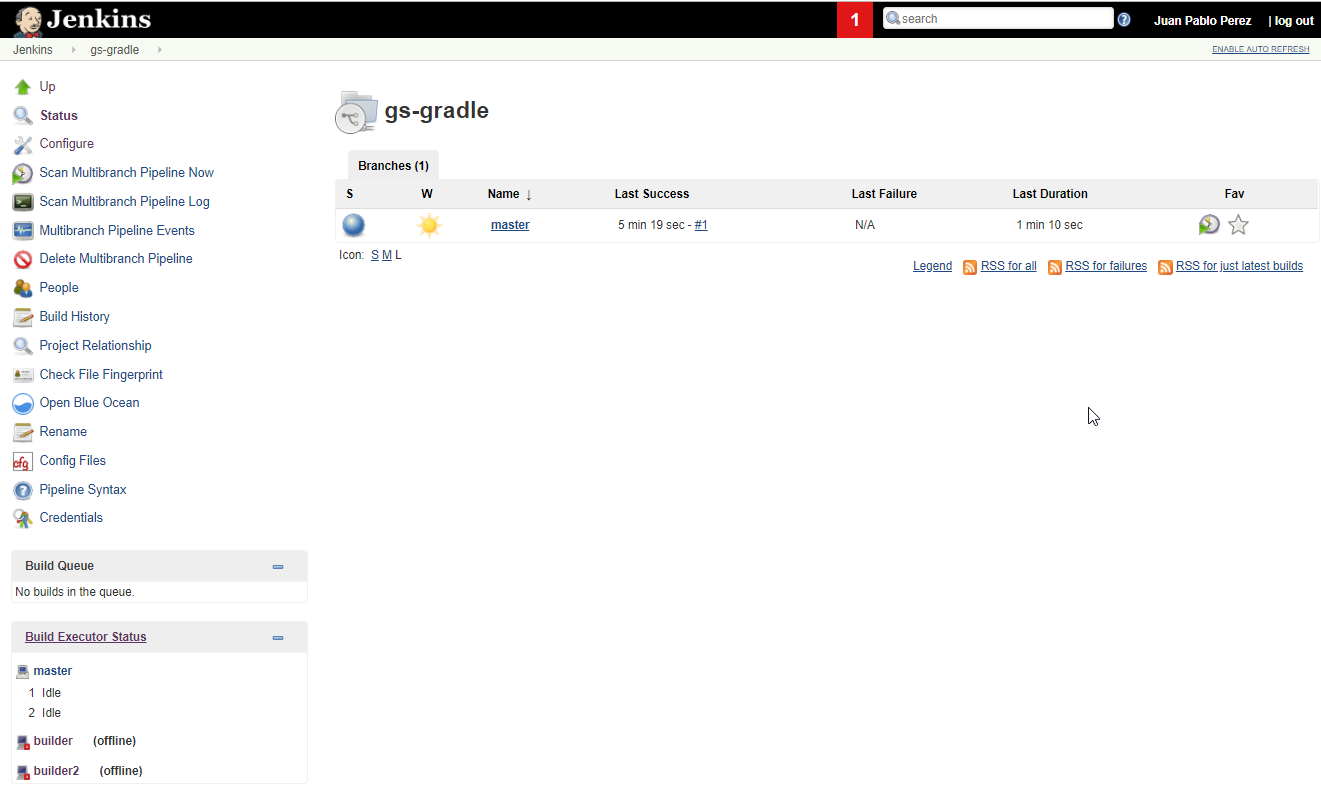 Jenkins 1 search Juan Pablo Perez | log out
Jenkins gs-gradle ENABLE AUTO REFRESH
Up
Status
Configure
Scan Multibranch Pipeline Now
Scan Multibranch Pipeline Log
Multibranch Pipeline Events
Delete Multibranch Pipeline
People
Build History
Project Relationship
Check File Fingerprint
Open Blue Ocean
Rename
cfg Config Files
Pipeline Syntax
Credentials
Build Queue
No builds in the queue.
Build Executor Status
master
1 Idle
2 Idle
builder (offline)
builder2 (offline)
gs-gradle
Branches (1)
S W Name ↓ Last Success Last Failure Last Duration Fav
master 5 min 19 sec - #1 N/A 1 min 10 sec
Icon: S M L
Legend RSS for all RSS for failures RSS for just latest builds